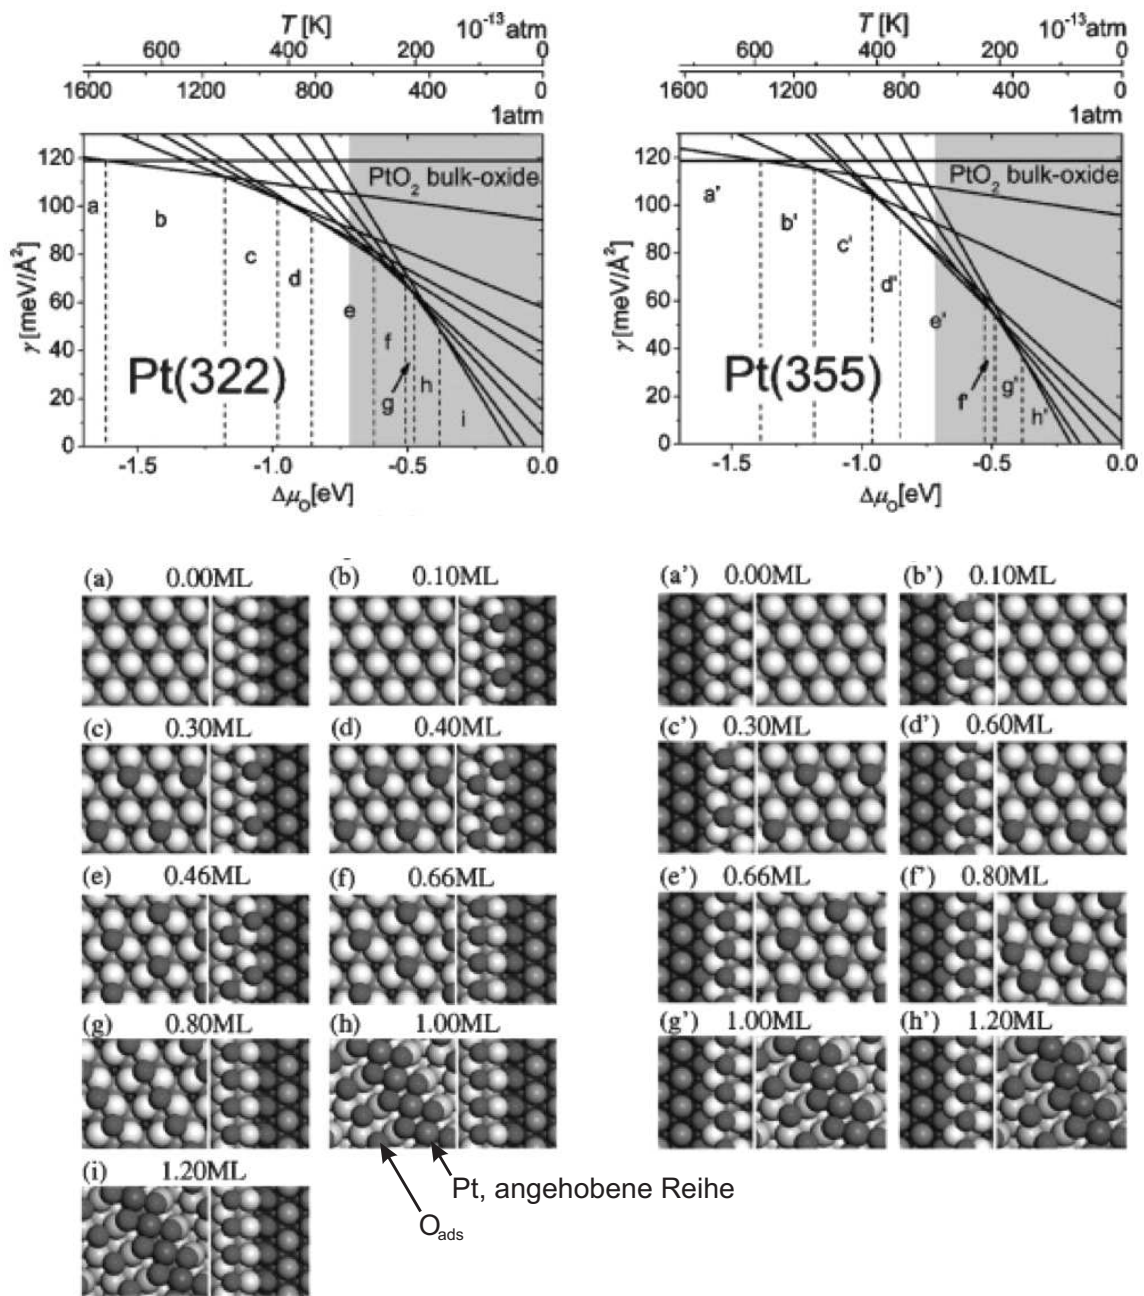 T [K] 10⁻¹³atm
600 400 200 0
1600 1200 800 400 0
1atm
γ [meV/Å²]
120
100
80
60
40
20
0
PtO₂ bulk-oxide
a b c d e f g h i
Pt(322)
-1.5 -1.0 -0.5 0.0
Δμ_O[eV]
T [K] 10⁻¹³atm
600 400 200 0
1600 1200 800 400 0
1atm
γ [meV/Å²]
120
100
80
60
40
20
0
PtO₂ bulk-oxide
a' b' c' d' e' f' g' h'
Pt(355)
-1.5 -1.0 -0.5 0.0
Δμ_O[eV]
(a) 0.00ML (b) 0.10ML
(c) 0.30ML (d) 0.40ML
(e) 0.46ML (f) 0.66ML
(g) 0.80ML (h) 1.00ML
(i) 1.20ML
Pt, angehobene Reihe
O_ads
(a') 0.00ML (b') 0.10ML
(c') 0.30ML (d') 0.60ML
(e') 0.66ML (f') 0.80ML
(g') 1.00ML (h') 1.20ML